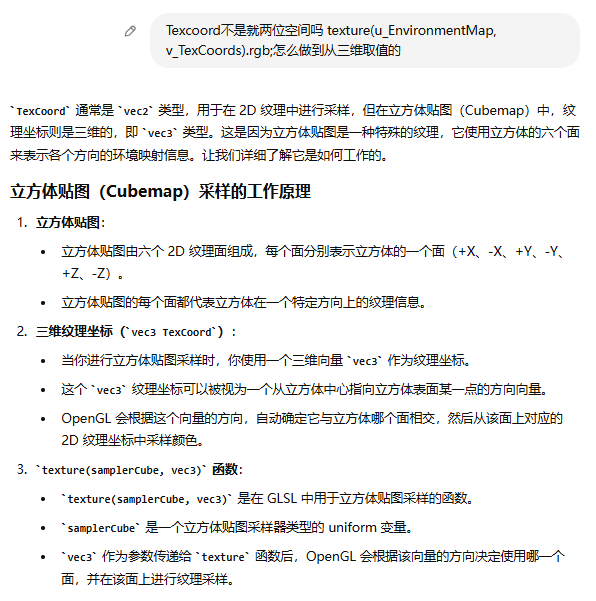 Texcoord不是就两位空间吗 texture(u_EnvironmentMap,
v_TexCoords).rgb;怎么做到从三维取值的
`TexCoord` 通常是 `vec2` 类型，用于在 2D 纹理中进行采样，但在立方体贴图（Cubemap）中，纹
理坐标则是三维的，即 `vec3` 类型。这是因为立方体贴图是一种特殊的纹理，它使用立方体的六个面
来表示各个方向的环境映射信息。让我们详细了解它是如何工作的。
立方体贴图（Cubemap）采样的工作原理
1. 立方体贴图：
• 立方体贴图由六个 2D 纹理面组成，每个面分别表示立方体的一个面（+X、-X、+Y、-Y、
+Z、-Z）。
• 立方体贴图的每个面都代表立方体在一个特定方向上的纹理信息。
2. 三维纹理坐标（`vec3 TexCoord`）：
• 当你进行立方体贴图采样时，你使用一个三维向量 `vec3` 作为纹理坐标。
• 这个 `vec3` 纹理坐标可以被视为一个从立方体中心指向立方体表面某一点的方向向量。
• OpenGL 会根据这个向量的方向，自动确定它与立方体哪个面相交，然后从该面上对应的
2D 纹理坐标中采样颜色。
3. `texture(samplerCube, vec3)` 函数：
• `texture(samplerCube, vec3)` 是在 GLSL 中用于立方体贴图采样的函数。
• `samplerCube` 是一个立方体贴图采样器类型的 uniform 变量。
• `vec3` 作为参数传递给 `texture` 函数后，OpenGL 会根据该向量的方向决定使用哪一个
面，并在该面上进行纹理采样。